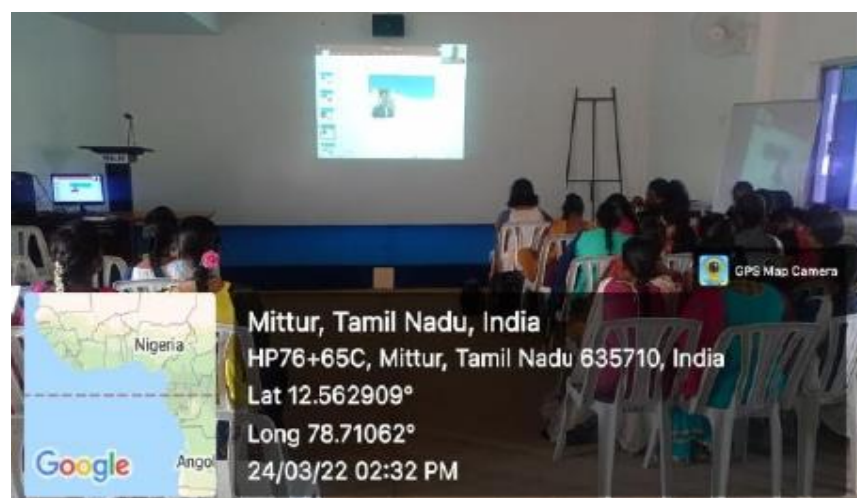 GPS Map Camera
Nigeria
Angol
Google
Mittur, Tamil Nadu, India
HP76+65C, Mittur, Tamil Nadu 635710, India
Lat 12.562909°
Long 78.71062°
24/03/22 02:32 PM